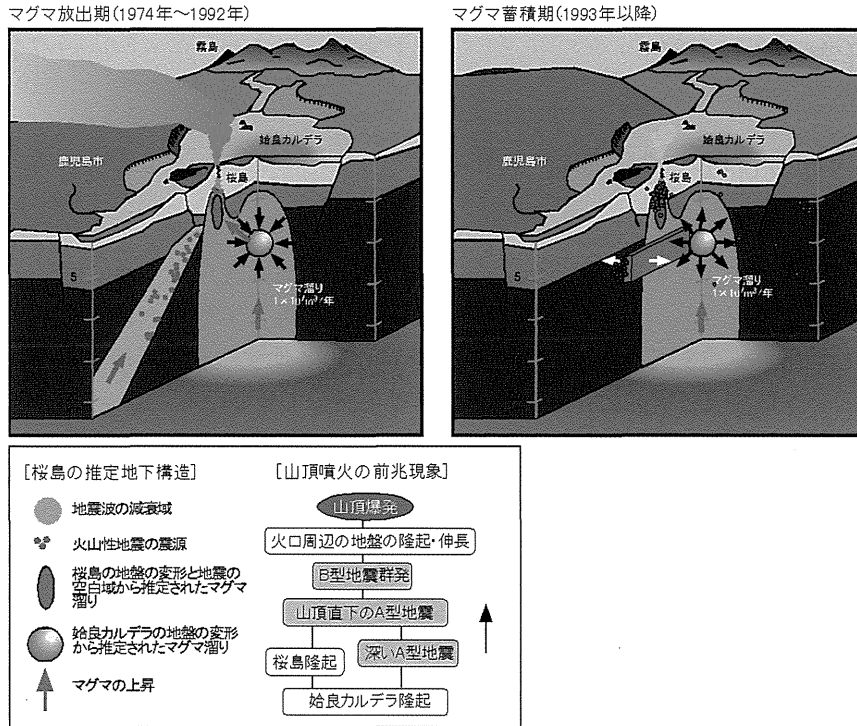 マグマ放出期(1974年～1992年)
霧島
姶良カルデラ
鹿児島市
桜島
5
マグマ溜り
1×10⁷m³/年
マグマ蓄積期(1993年以降)
霧島
姶良カルデラ
鹿児島市
桜島
5
マグマ溜り
1×10⁷m³/年
[桜島の推定地下構造]
地震波の減衰域
火山性地震の震源
桜島の地盤の変形と地震の
空白域から推定されたマグマ
溜り
姶良カルデラの地盤の変形
から推定されたマグマ溜り
マグマの上昇
[山頂噴火の前兆現象]
山頂爆発
火口周辺の地盤の隆起・伸長
B型地震群発
山頂直下のA型地震
桜島隆起
深いA型地震
姶良カルデラ隆起